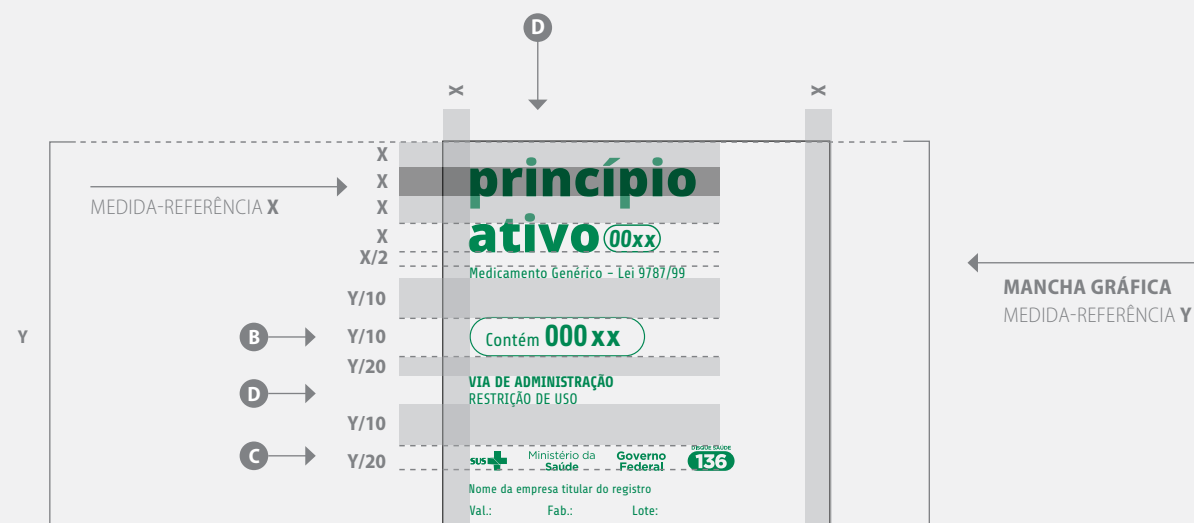 D
X X
X
MEDIDA-REFERÊNCIA X
X
X
X
X/2
Y/10
Y
B
Y/10
Y/20
D
Y/10
C
Y/20
princípio
ativo 00xx
Medicamento Genérico - Lei 9787/99
Contém 000 xx
VIA DE ADMINISTRAÇÃO
RESTRIÇÃO DE USO
SUS
Ministério da
Saúde
Governo
Federal
DISQUE SAÚDE
136
Nome da empresa titular do registro
Val.: Fab.: Lote:
MANCHA GRÁFICA
MEDIDA-REFERÊNCIA Y